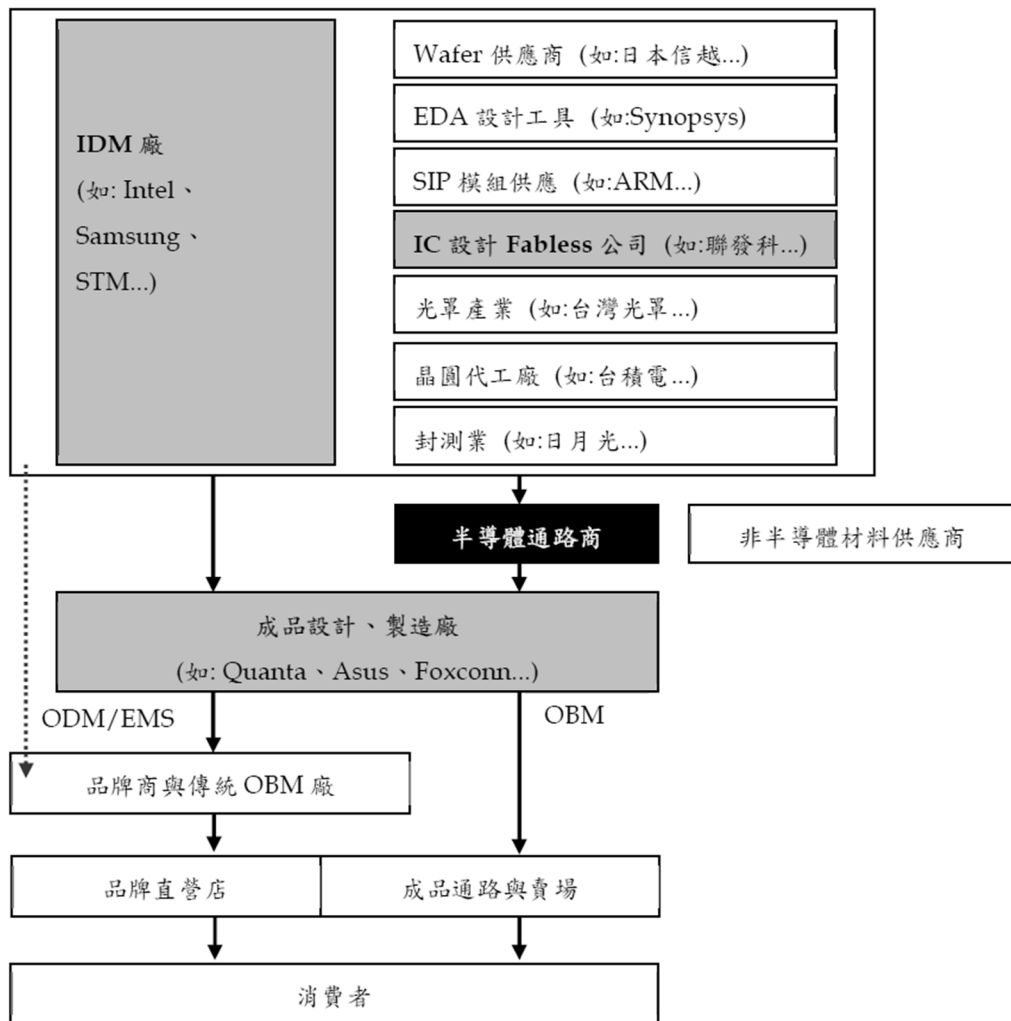 IDM 廠
(如: Intel、
Samsung、
STM...)
Wafer 供應商 (如:日本信越...)
EDA 設計工具 (如:Synopsys)
SIP 模組供應 (如:ARM...)
IC 設計 Fabless 公司 (如:聯發科...)
光罩產業 (如:台灣光罩...)
晶圓代工廠 (如:台積電...)
封測業 (如:日月光...)
半導體通路商
非半導體材料供應商
成品設計、製造廠
(如: Quanta、Asus、Foxconn...)
ODM/EMS
OBM
品牌商與傳統 OBM 廠
品牌直營店
成品通路與賣場
消費者